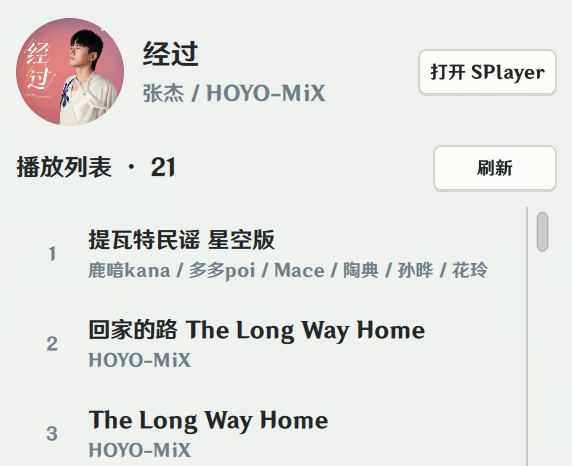 经过
经过
张杰 / HOYO-MiX
打开 SPlayer
播放列表 · 21
刷新
1
提瓦特民谣 星空版
鹿喑kana / 多多poi / Mace / 陶典 / 孙晔 / 花玲
2
回家的路 The Long Way Home
HOYO-MiX
3
The Long Way Home
HOYO-MiX